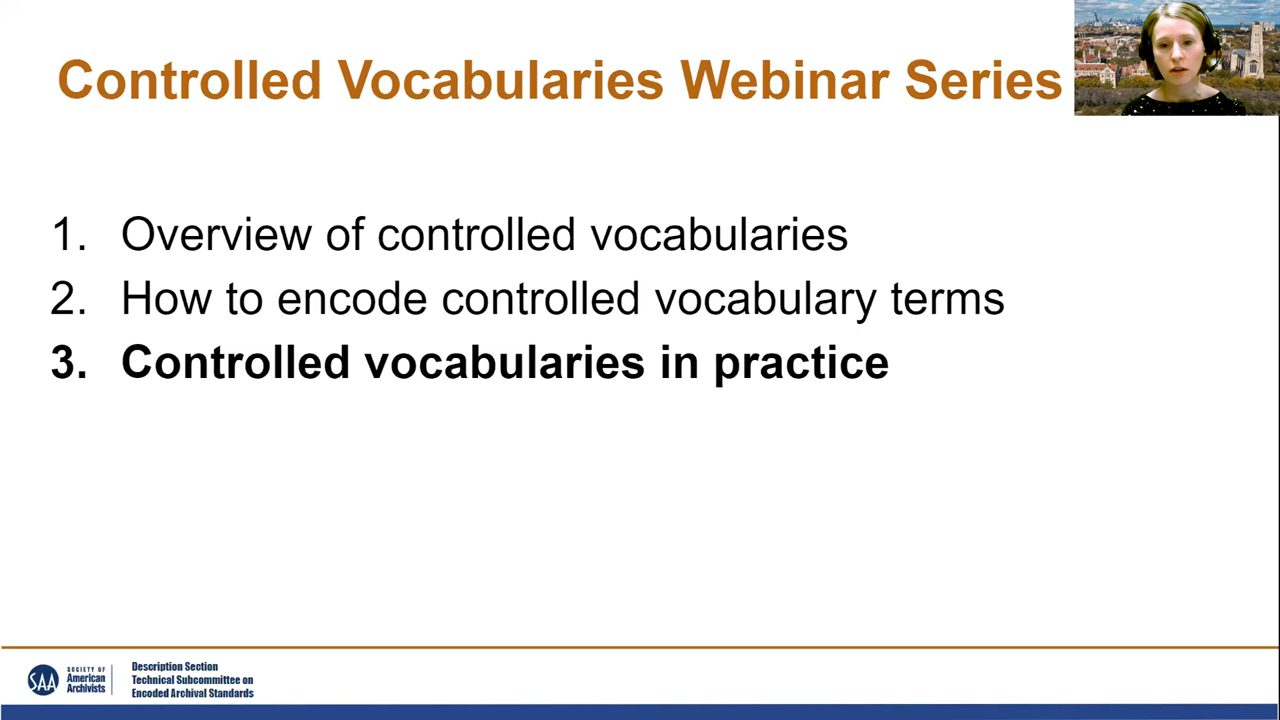 Controlled Vocabularies Webinar Series
1. Overview of controlled vocabularies
2. How to encode controlled vocabulary terms
3. Controlled vocabularies in practice
SAA
SOCIETY OF
American
Archivists
Description Section
Technical Subcommittee on
Encoded Archival Standards